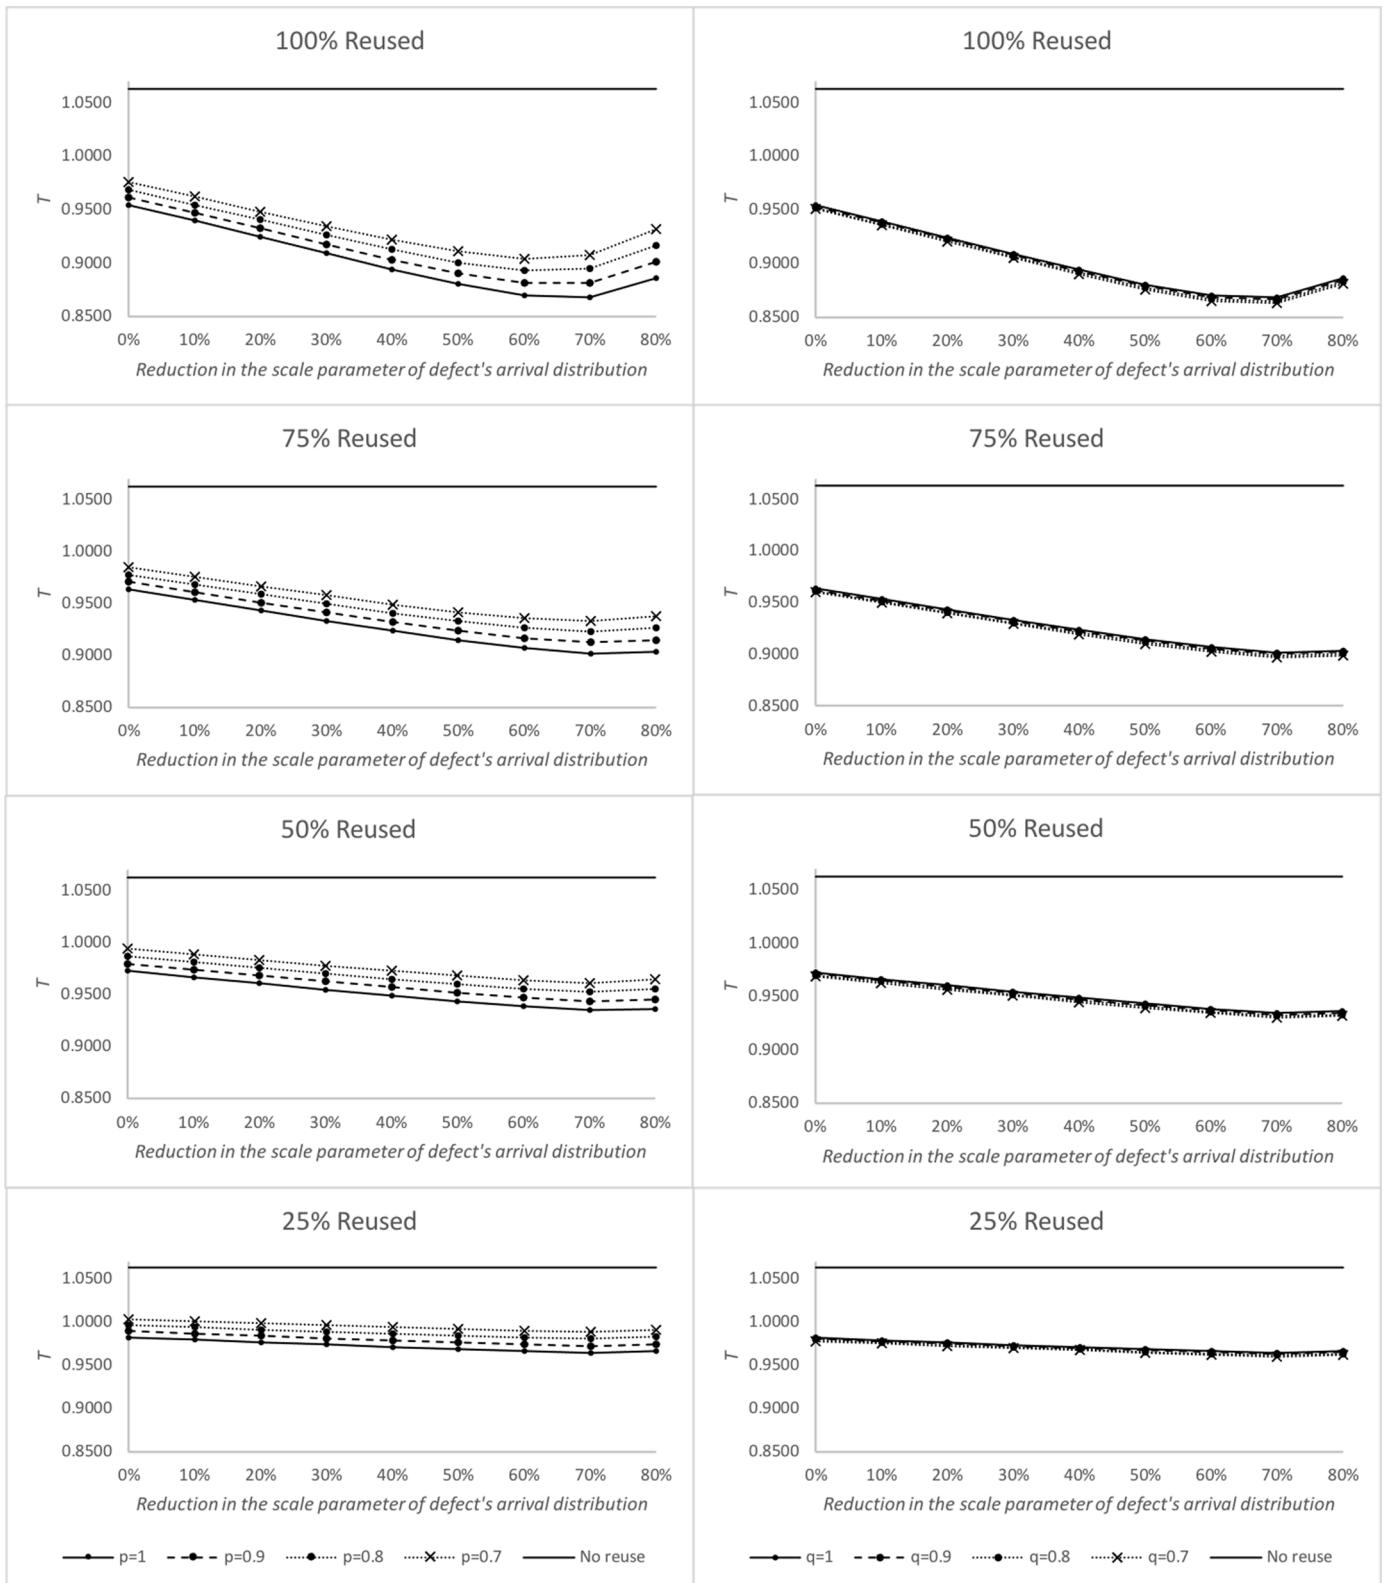 100% Reused
1.0500
1.0000
0.9500
0.9000
0.8500
T
0% 10% 20% 30% 40% 50% 60% 70% 80%
Reduction in the scale parameter of defect's arrival distribution
100% Reused
1.0500
1.0000
0.9500
0.9000
0.8500
T
0% 10% 20% 30% 40% 50% 60% 70% 80%
Reduction in the scale parameter of defect's arrival distribution
75% Reused
1.0500
1.0000
0.9500
0.9000
0.8500
T
0% 10% 20% 30% 40% 50% 60% 70% 80%
Reduction in the scale parameter of defect's arrival distribution
75% Reused
1.0500
1.0000
0.9500
0.9000
0.8500
T
0% 10% 20% 30% 40% 50% 60% 70% 80%
Reduction in the scale parameter of defect's arrival distribution
50% Reused
1.0500
1.0000
0.9500
0.9000
0.8500
T
0% 10% 20% 30% 40% 50% 60% 70% 80%
Reduction in the scale parameter of defect's arrival distribution
50% Reused
1.0500
1.0000
0.9500
0.9000
0.8500
T
0% 10% 20% 30% 40% 50% 60% 70% 80%
Reduction in the scale parameter of defect's arrival distribution
25% Reused
1.0500
1.0000
0.9500
0.9000
0.8500
T
0% 10% 20% 30% 40% 50% 60% 70% 80%
Reduction in the scale parameter of defect's arrival distribution
p=1 p=0.9 p=0.8 p=0.7 No reuse
25% Reused
1.0500
1.0000
0.9500
0.9000
0.8500
T
0% 10% 20% 30% 40% 50% 60% 70% 80%
Reduction in the scale parameter of defect's arrival distribution
q=1 q=0.9 q=0.8 q=0.7 No reuse